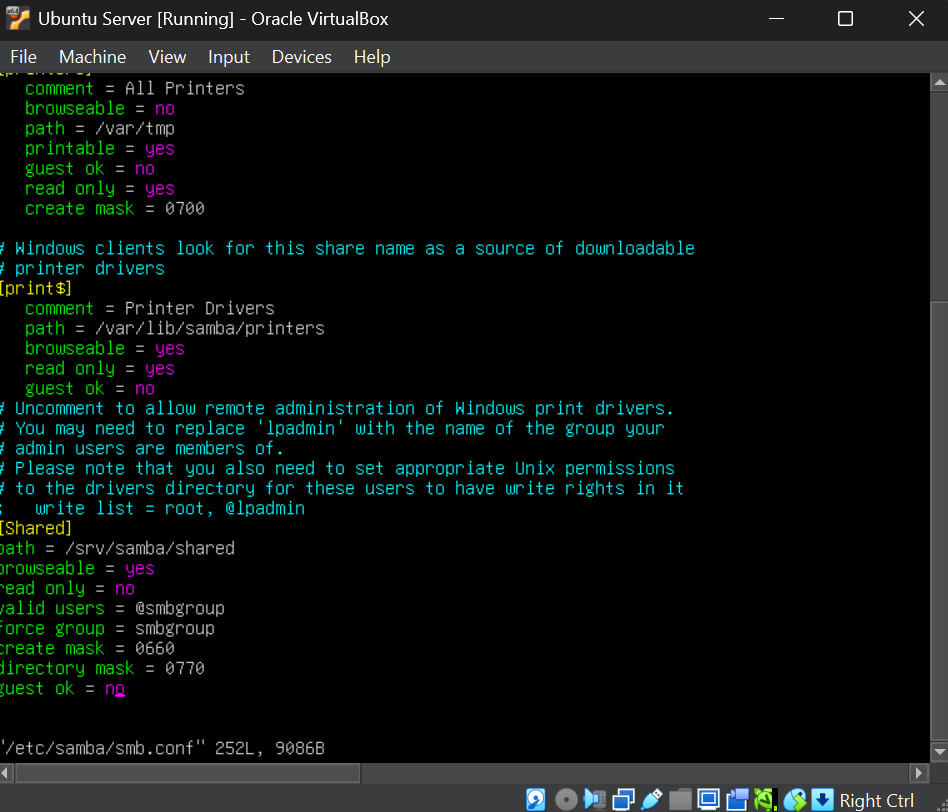 Ubuntu Server [Running] - Oracle VirtualBox
File Machine View Input Devices Help
[printers]
comment = All Printers
browseable = no
path = /var/tmp
printable = yes
guest ok = no
read only = yes
create mask = 0700
# Windows clients look for this share name as a source of downloadable
# printer drivers
[print$]
comment = Printer Drivers
path = /var/lib/samba/printers
browseable = yes
read only = yes
guest ok = no
# Uncomment to allow remote administration of Windows print drivers.
# You may need to replace 'lpadmin' with the name of the group your
# admin users are members of.
# Please note that you also need to set appropriate Unix permissions
# to the drivers directory for these users to have write rights in it
;   write list = root, @lpadmin
[Shared]
path = /srv/samba/shared
browseable = yes
read only = no
valid users = @smbgroup
force group = smbgroup
create mask = 0660
directory mask = 0770
guest ok = no
"/etc/samba/smb.conf" 252L, 9086B
Right Ctrl